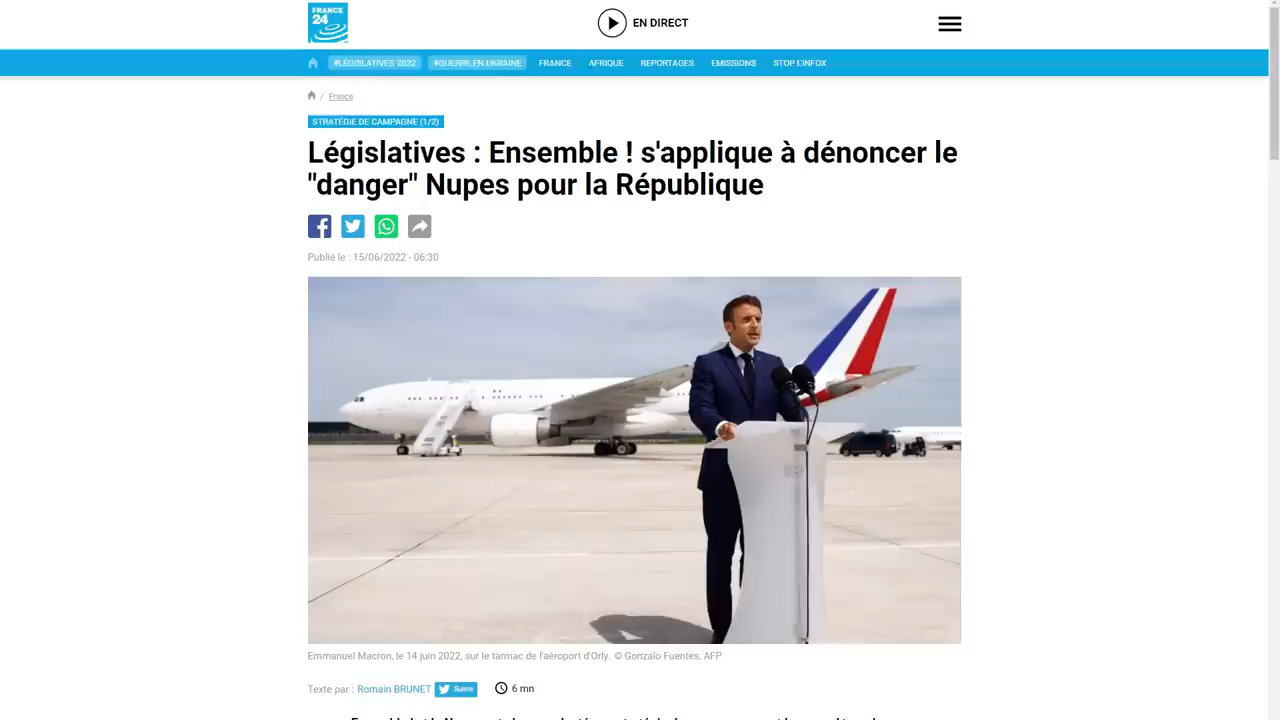 FRANCE
24
EN DIRECT
#LÉGISLATIVES 2022 #GUERRE EN UKRAINE FRANCE AFRIQUE REPORTAGES EMISSIONS STOP L'INFOX
/ France
STRATÉGIE DE CAMPAGNE (1/2)
Législatives : Ensemble ! s'applique à dénoncer le
"danger" Nupes pour la République
Publié le : 15/06/2022 - 06:30
Emmanuel Macron, le 14 juin 2022, sur le tarmac de l'aéroport d'Orly. © Gonzalo Fuentes, AFP
Texte par : Romain BRUNET Suivre 6 mn